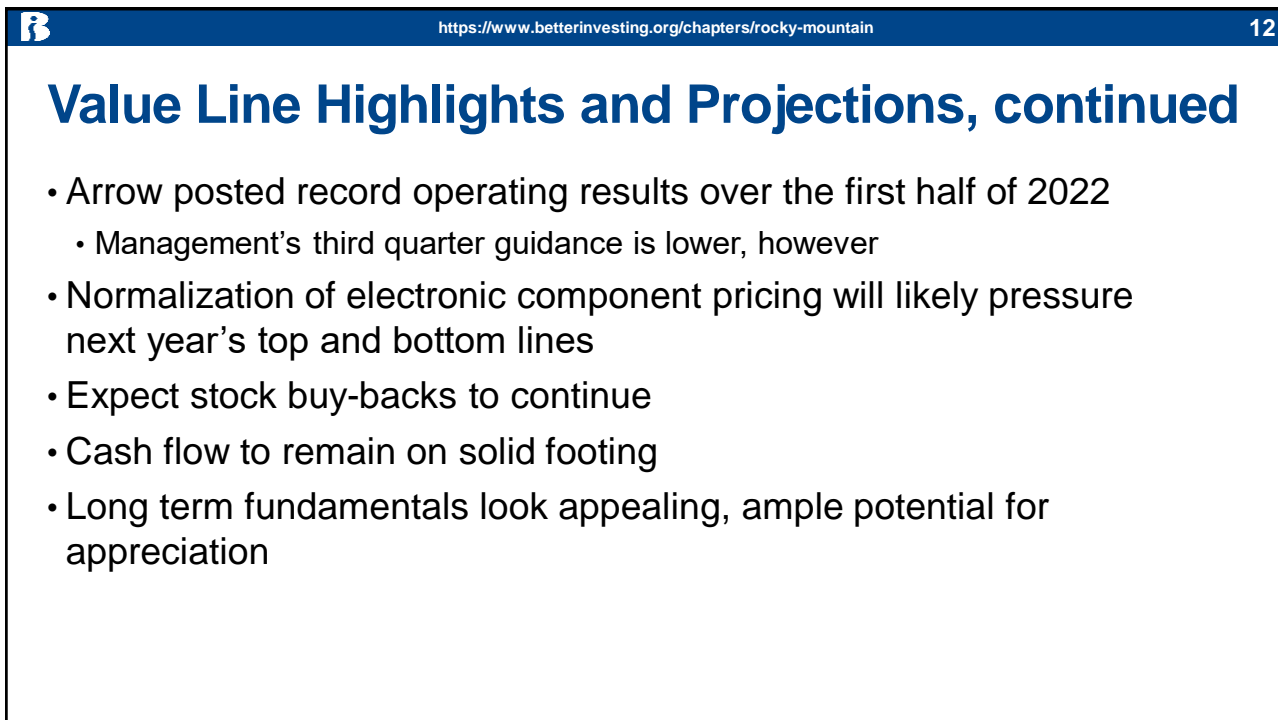 https://www.betterinvesting.org/chapters/rocky-mountain
12
Value Line Highlights and Projections, continued
• Arrow posted record operating results over the first half of 2022
• Management’s third quarter guidance is lower, however
• Normalization of electronic component pricing will likely pressure
next year’s top and bottom lines
• Expect stock buy-backs to continue
• Cash flow to remain on solid footing
• Long term fundamentals look appealing, ample potential for
appreciation